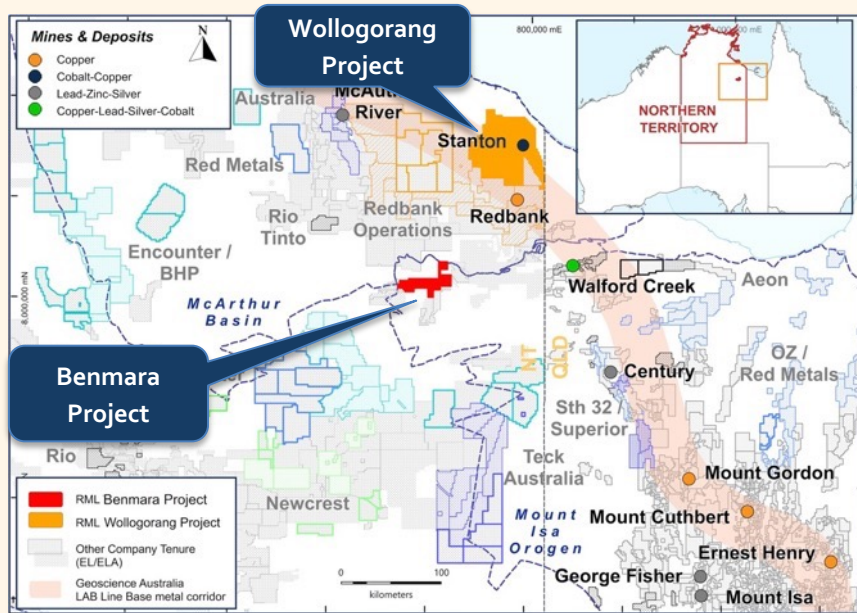 Mines & Deposits
Copper
Cobalt-Copper
Lead-Zinc-Silver
Copper-Lead-Silver-Cobalt
N
Wollogorang
Project
800,000 mE
NORTHERN
TERRITORY
River
Australia
Stanton
Red Metals
Redbank
Redbank
Operations
Rio
Tinto
Encounter /
BHP
Walford Creek
Aeon
8,000,000 mN
McArthur
Basin
Benmara
Project
NT
QLD
Century
OZ /
Red Metals
Sth 32 /
Superior
Rio
Teck
Australia
Newcrest
Mount Gordon
Mount Cuthbert
Mount
Isa
Orogen
Ernest Henry
George Fisher
Mount Isa
RML Benmara Project
RML Wollogorang Project
Other Company Tenure
(EL/ELA)
Geoscience Australia
LAB Line Base metal corridor
0
100
kilometers